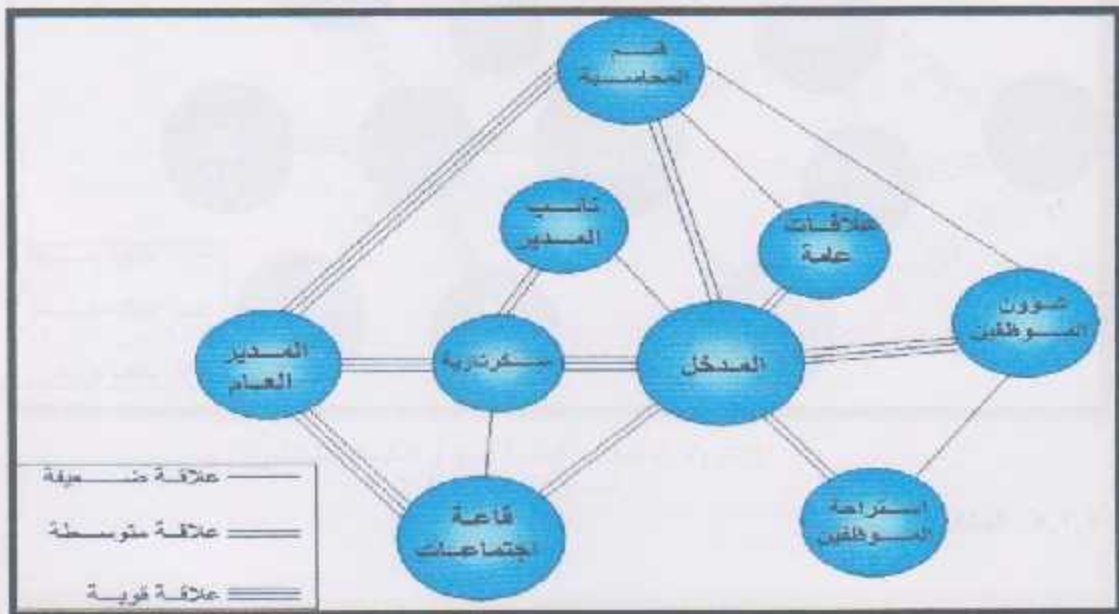 قسم
المحاسبة
نائب
المدير
علاقات
عامة
شوون
الموظفين
المدير
العام
سكرتارية
المدخل
قاعة
اجتماعات
استراحة
الموظفين
علاقة ضعيفة
علاقة متوسطة
علاقة قوية